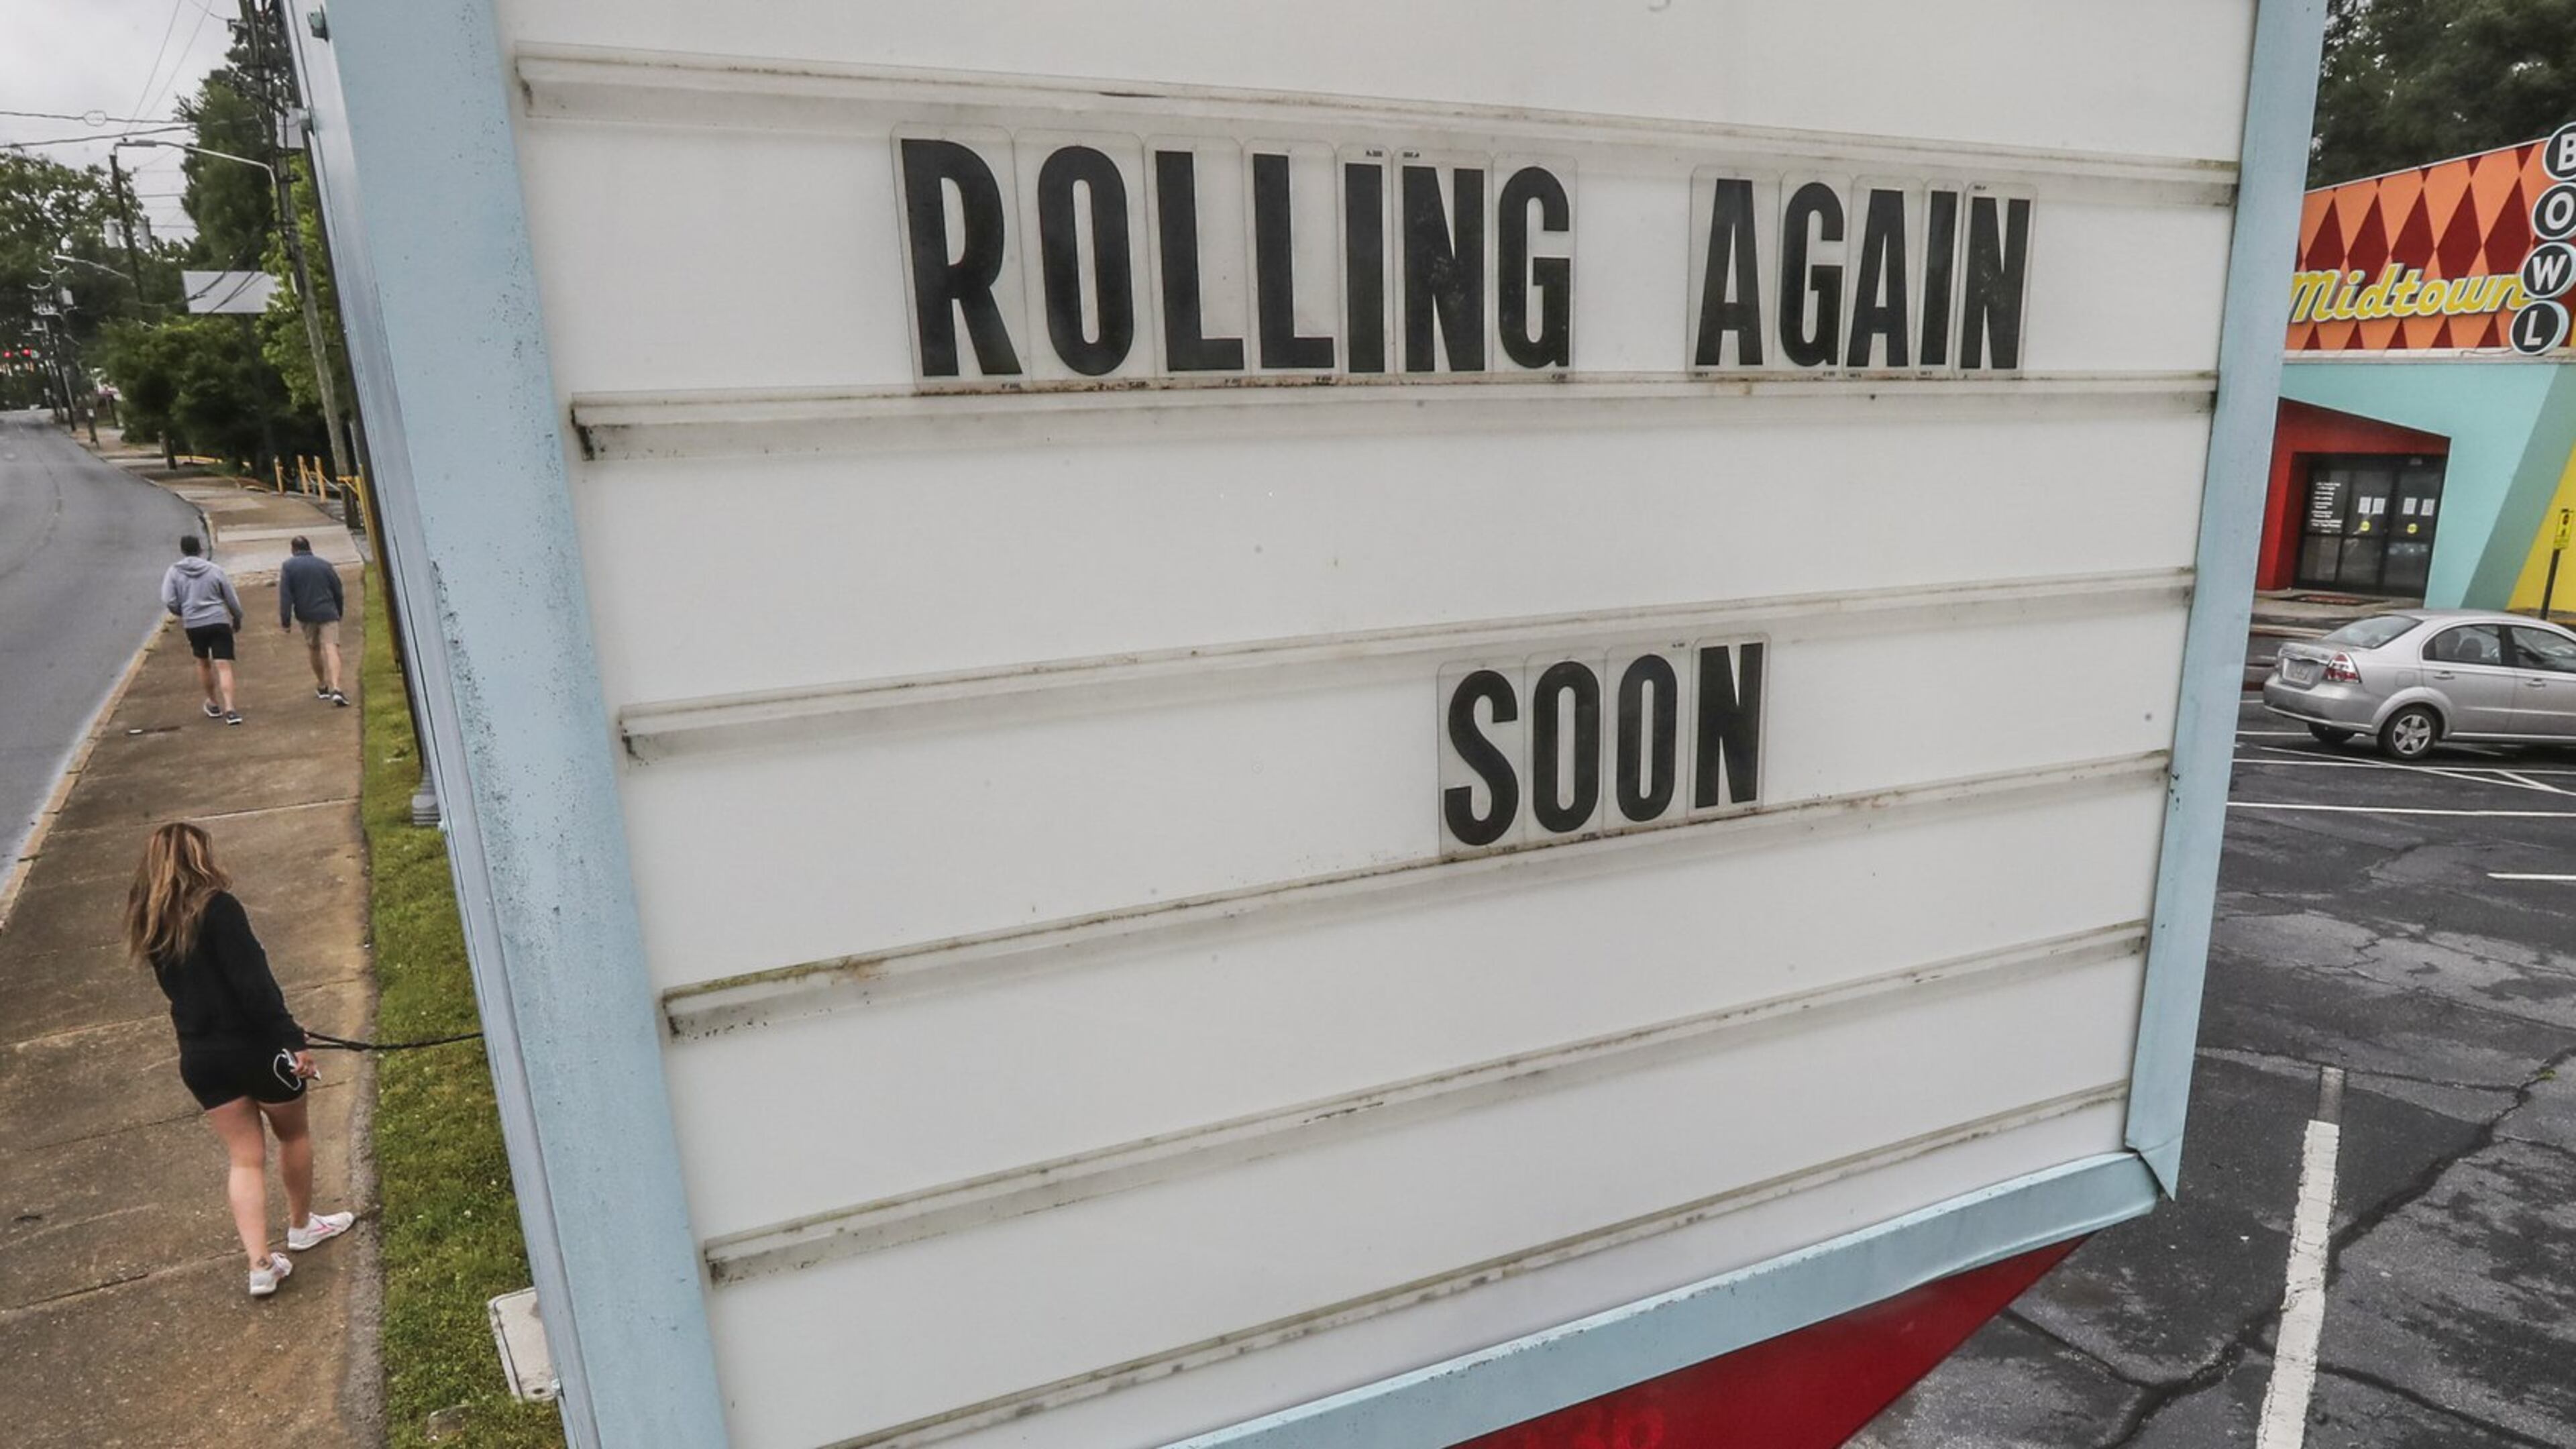 ROLLING AGAIN
SOON
Midtown
BOWL